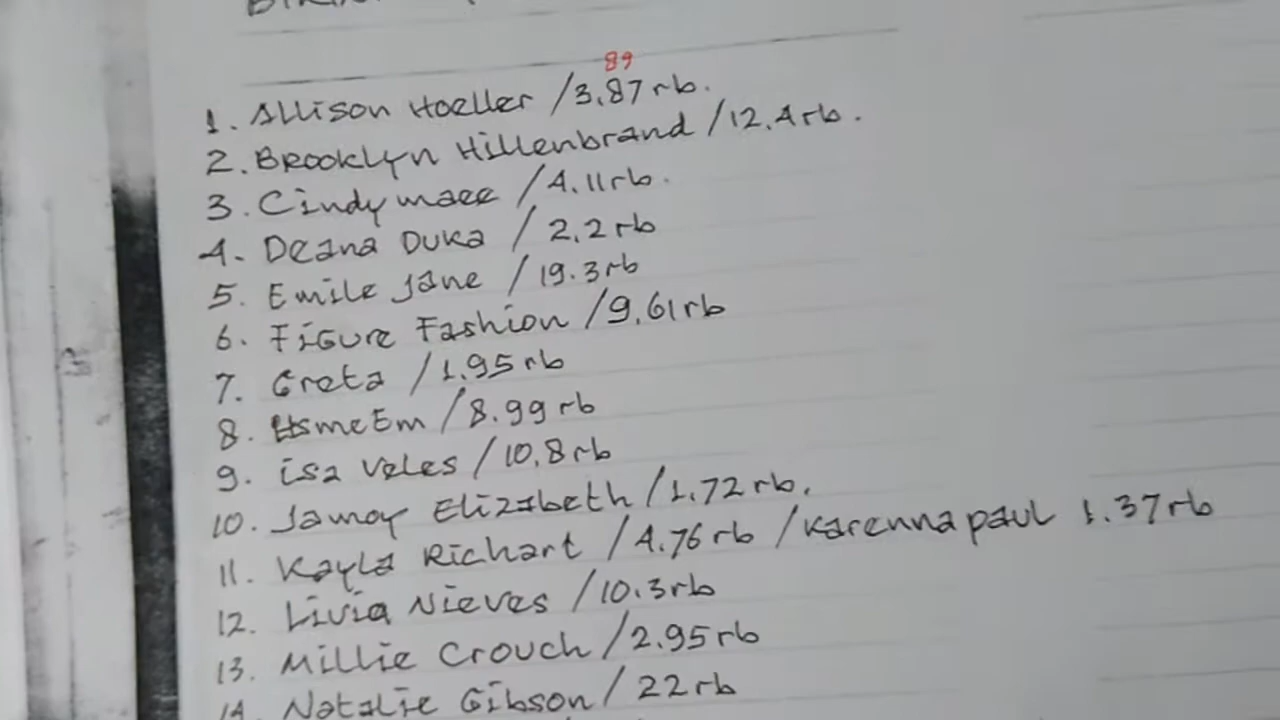 89
1. Allison Hoeller / 3,87 rb.
2. Brooklyn Hillenbrand / 12,4 rb.
3. Cindy maee / 4.11 rb.
4. Deana Duka / 2,2 rb
5. Emile Jane / 19.3 rb
6. Figure Fashion / 9,61 rb
7. Greta / 1,95 rb
8. EsmeEm / 8.99 rb
9. isa Veles / 10,8 rb
10. Jamoy Elizabeth / 1.72 rb.
11. Kayla Richart / 4.76 rb / Karenna paul 1.37 rb
12. Livia Nieves / 10.3 rb
13. Millie Crouch / 2.95 rb
14. Natalie Gibson / 22 rb